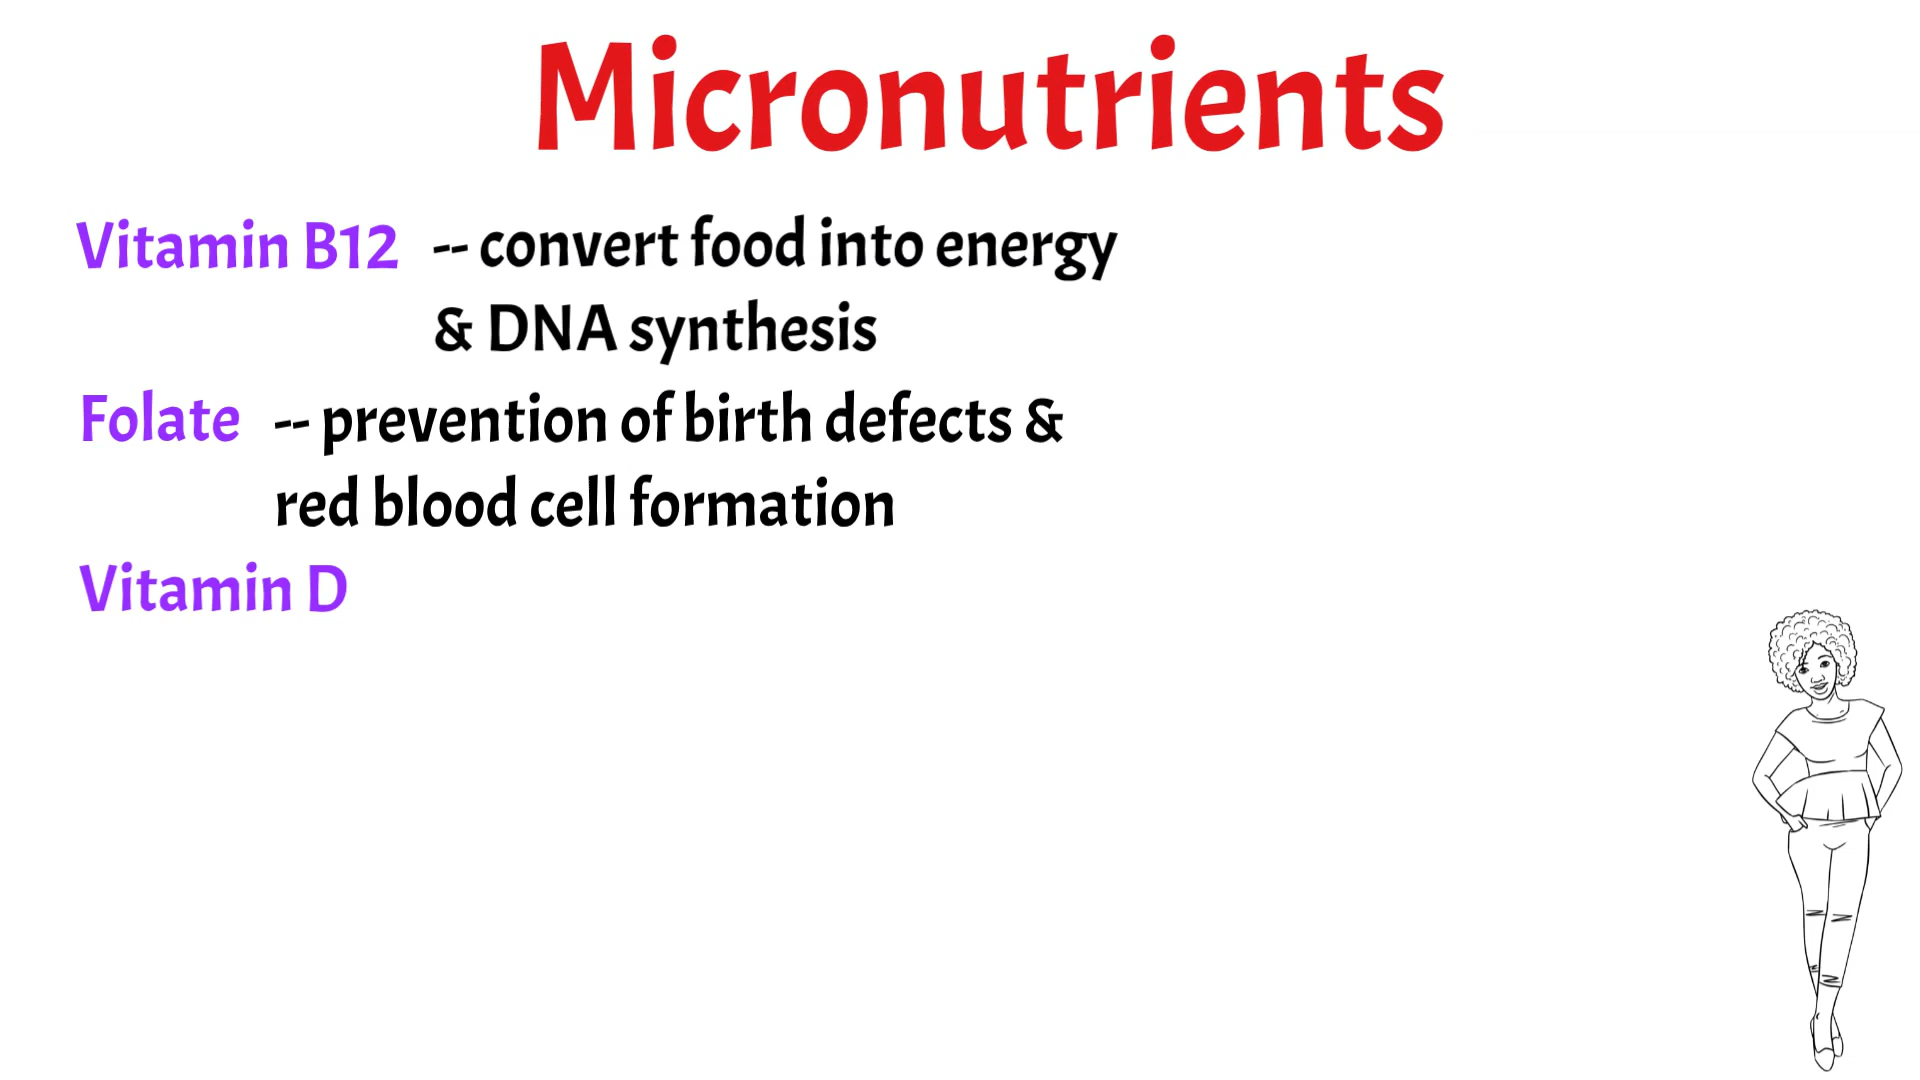 Micronutrients
Vitamin B12 -- convert food into energy
& DNA synthesis
Folate -- prevention of birth defects &
red blood cell formation
Vitamin D